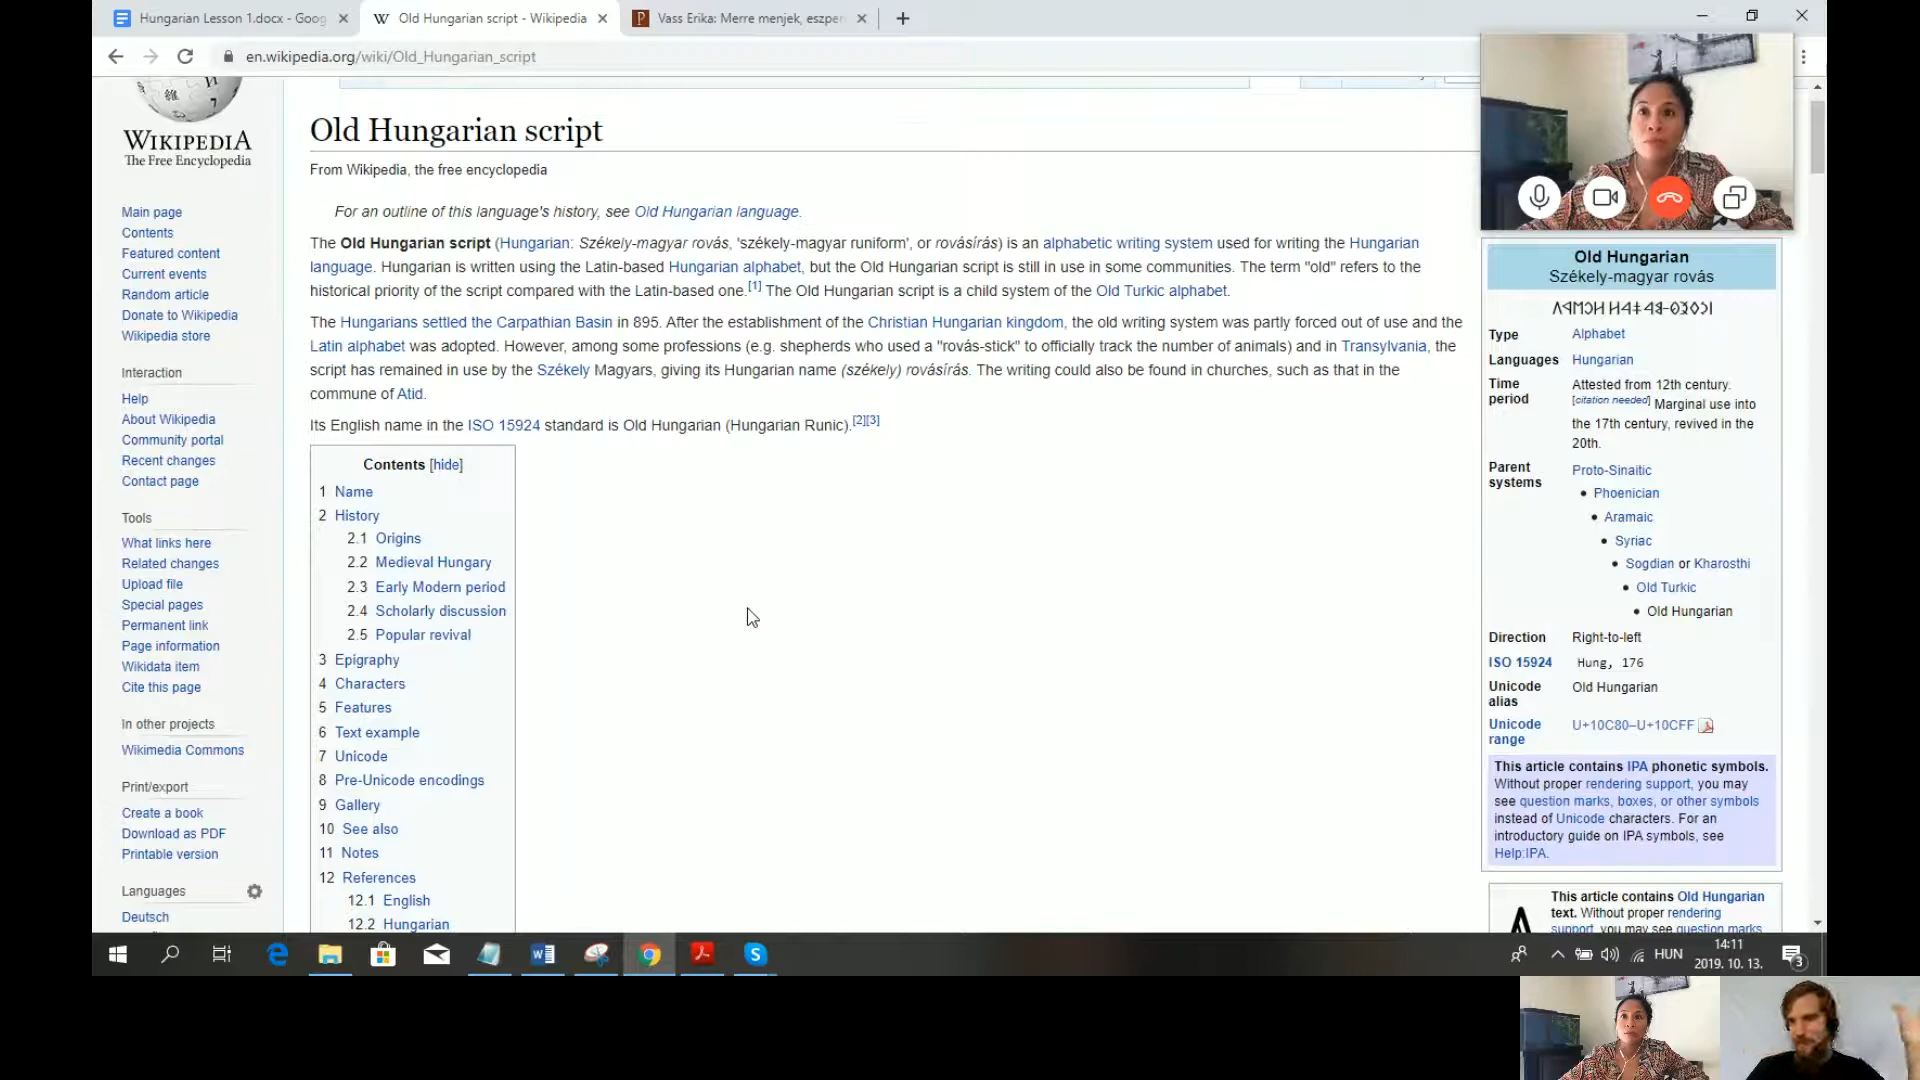 Hungarian Lesson 1.docx - Goog
Old Hungarian script - Wikipedia
Vass Erika: Merre menjek, eszper
en.wikipedia.org/wiki/Old_Hungarian_script
WIKIPEDIA
The Free Encyclopedia
Main page
Contents
Featured content
Current events
Random article
Donate to Wikipedia
Wikipedia store
Interaction
Help
About Wikipedia
Community portal
Recent changes
Contact page
Tools
What links here
Related changes
Upload file
Special pages
Permanent link
Page information
Wikidata item
Cite this page
In other projects
Wikimedia Commons
Print/export
Create a book
Download as PDF
Printable version
Languages
Deutsch
Old Hungarian script
From Wikipedia, the free encyclopedia
For an outline of this language's history, see Old Hungarian language.
The Old Hungarian script (Hungarian: Székely-magyar rovás, 'székely-magyar runiform', or rovásírás) is an alphabetic writing system used for writing the Hungarian
language. Hungarian is written using the Latin-based Hungarian alphabet, but the Old Hungarian script is still in use in some communities. The term "old" refers to the
historical priority of the script compared with the Latin-based one.[1] The Old Hungarian script is a child system of the Old Turkic alphabet.
The Hungarians settled the Carpathian Basin in 895. After the establishment of the Christian Hungarian kingdom, the old writing system was partly forced out of use and the
Latin alphabet was adopted. However, among some professions (e.g. shepherds who used a "rovás-stick" to officially track the number of animals) and in Transylvania, the
script has remained in use by the Székely Magyars, giving its Hungarian name (székely) rovásírás. The writing could also be found in churches, such as that in the
commune of Atid.
Its English name in the ISO 15924 standard is Old Hungarian (Hungarian Runic).[2][3]
Contents [hide]
1 Name
2 History
2.1 Origins
2.2 Medieval Hungary
2.3 Early Modern period
2.4 Scholarly discussion
2.5 Popular revival
3 Epigraphy
4 Characters
5 Features
6 Text example
7 Unicode
8 Pre-Unicode encodings
9 Gallery
10 See also
11 Notes
12 References
12.1 English
12.2 Hungarian
Old Hungarian
Székely-magyar rovás
Type Alphabet
Languages Hungarian
Time period Attested from 12th century.
[citation needed] Marginal use into
the 17th century, revived in the
20th.
Parent systems Proto-Sinaitic
• Phoenician
• Aramaic
• Syriac
• Sogdian or Kharosthi
• Old Turkic
• Old Hungarian
Direction Right-to-left
ISO 15924 Hung, 176
Unicode alias Old Hungarian
Unicode range U+10C80–U+10CFF
This article contains IPA phonetic symbols.
Without proper rendering support, you may
see question marks, boxes, or other symbols
instead of Unicode characters. For an
introductory guide on IPA symbols, see
Help:IPA.
This article contains Old Hungarian
text. Without proper rendering
support, you may see question marks
HUN
14:11
2019. 10. 13.
3